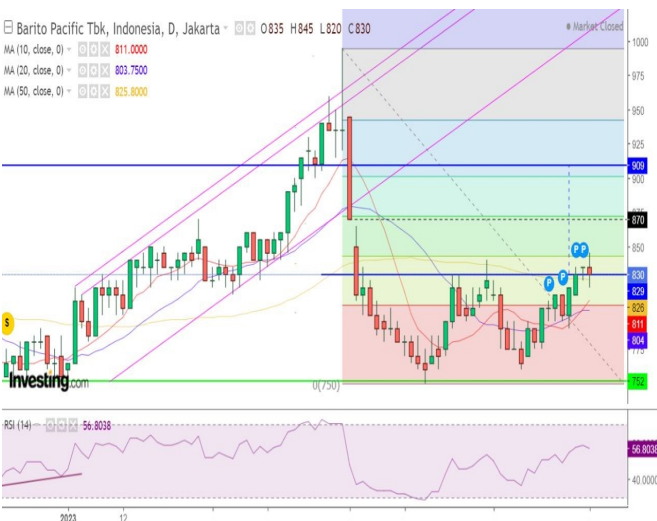 Barito Pacific Tbk, Indonesia, D, Jakarta O835 H845 L820 C830
Market Closed
MA (10, close, 0) 811.0000
MA (20, close, 0) 803.7500
MA (50, close, 0) 825.8000
1000
975
950
925
909
900
870
850
830
829
826
811
804
775
752
P P
P
P
S
0(750)
Investing.com
RSI (14) 56.8038
56.8038
40.0000
2023 12